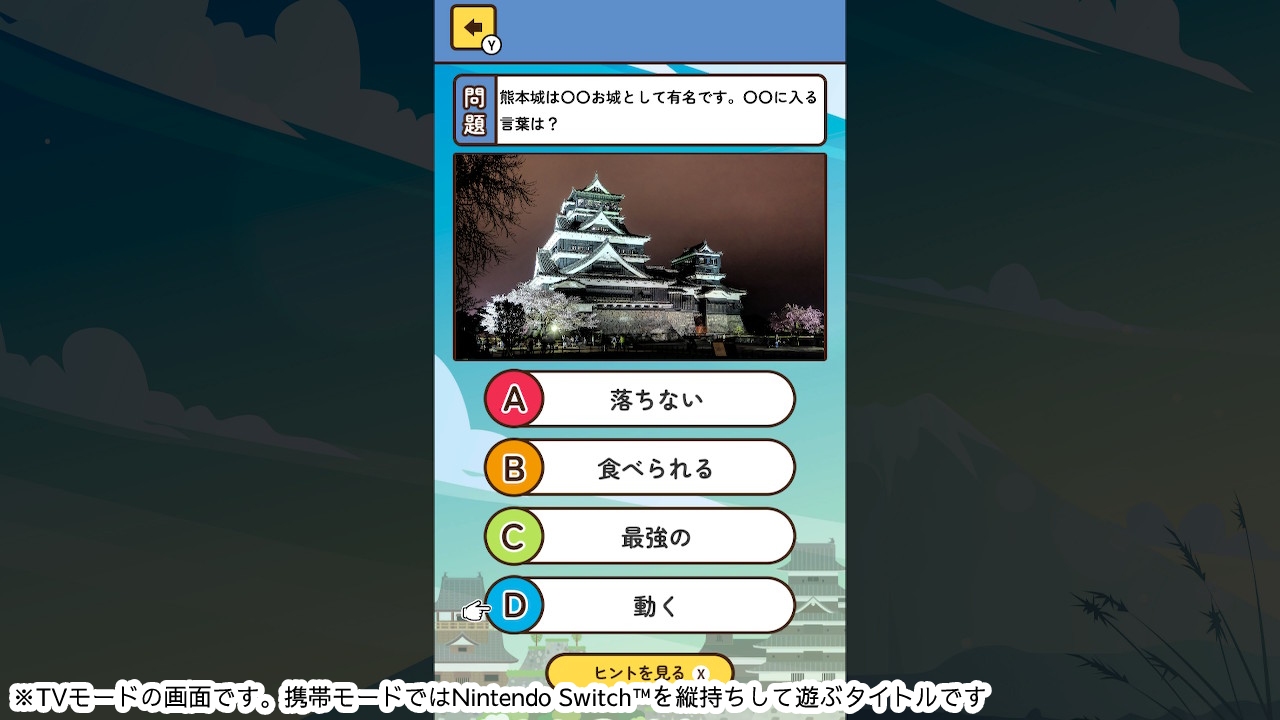 Y
問題
熊本城は〇〇お城として有名です。〇〇に入る
言葉は？
A 落ちない
B 食べられる
C 最強の
D 動く
ヒントを見る X
※TVモードの画面です。携帯モードではNintendo Switch™を縦持ちして遊ぶタイトルです